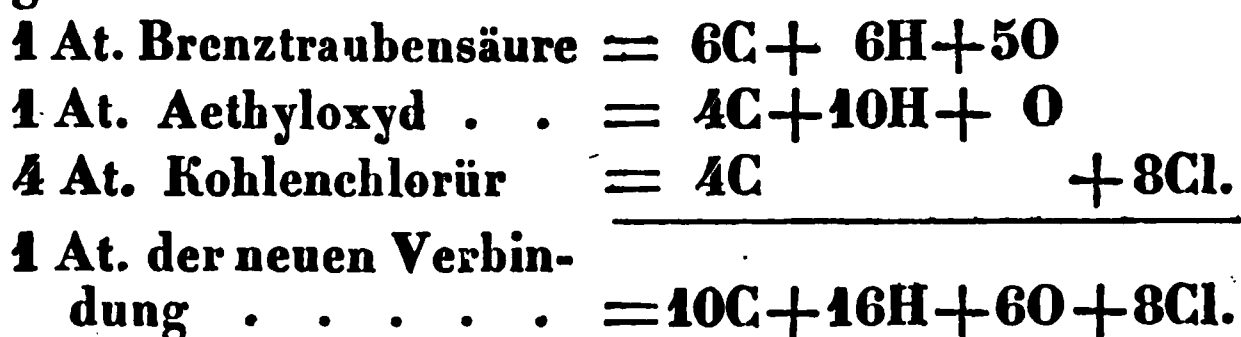 1 At. Brenztraubensäure = 6C + 6H + 5O
1 At. Aethyloxyd . . = 4C + 10H + O
4 At. Kohlenchlorür = 4C + 8Cl.
1 At. der neuen Verbin-
dung . . . . . = 10C + 16H + 6O + 8Cl.